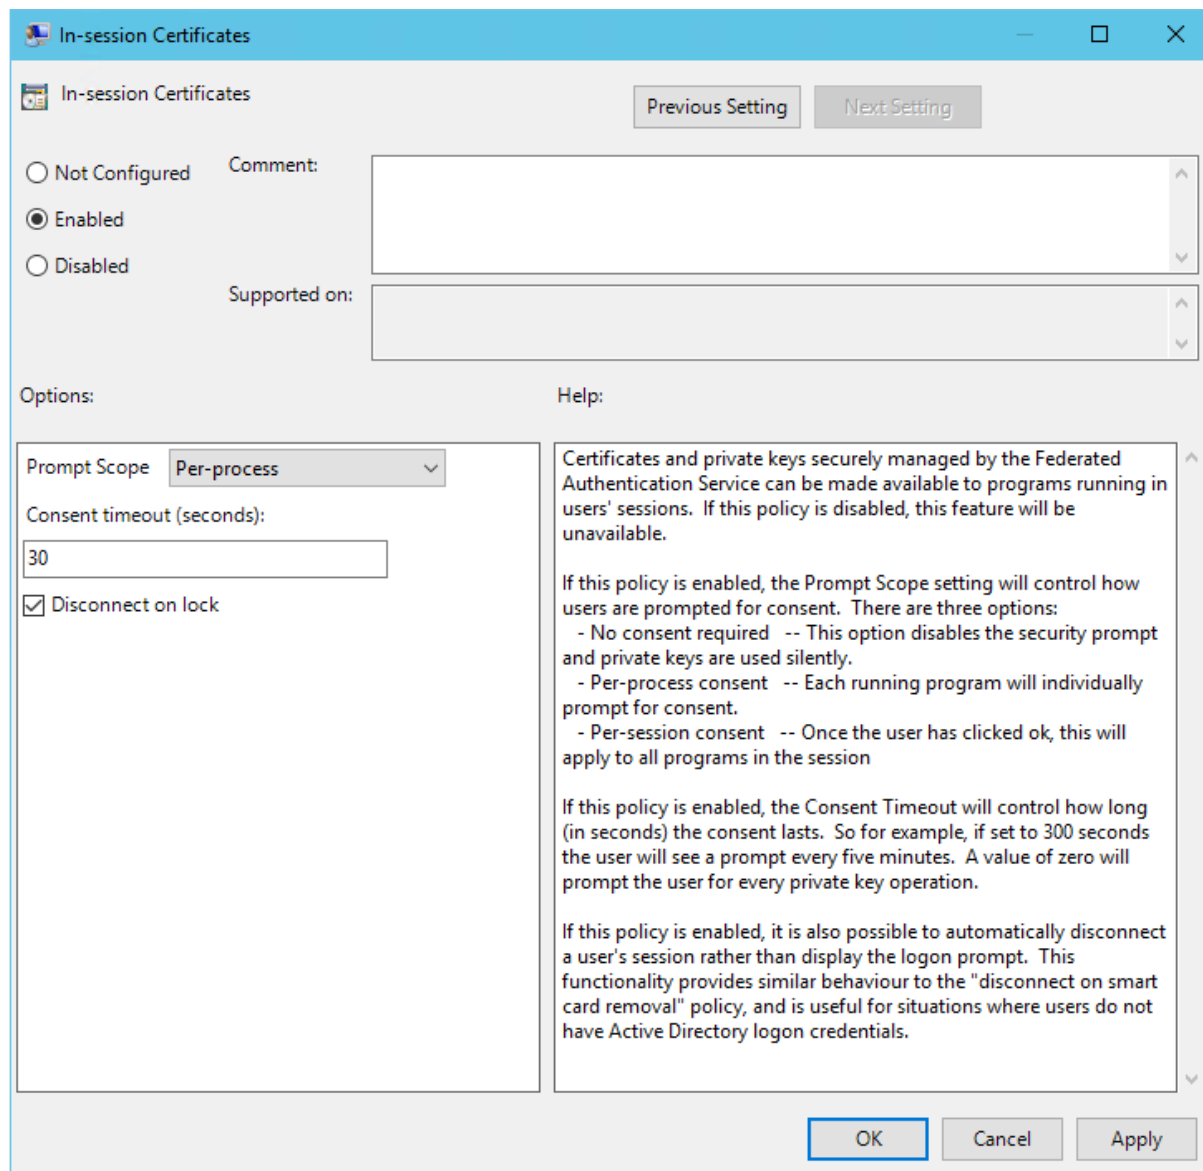 In-session Certificates
In-session Certificates
Previous Setting
Next Setting
Not Configured
Comment:
Enabled
Disabled
Supported on:
Options:
Help:
Prompt Scope
Per-process
Consent timeout (seconds):
30
Disconnect on lock
Certificates and private keys securely managed by the Federated
Authentication Service can be made available to programs running in
users' sessions.  If this policy is disabled, this feature will be
unavailable.
If this policy is enabled, the Prompt Scope setting will control how
users are prompted for consent.  There are three options:
- No consent required   -- This option disables the security prompt
and private keys are used silently.
- Per-process consent   -- Each running program will individually
prompt for consent.
- Per-session consent   -- Once the user has clicked ok, this will
apply to all programs in the session
If this policy is enabled, the Consent Timeout will control how long
(in seconds) the consent lasts.  So for example, if set to 300 seconds
the user will see a prompt every five minutes.  A value of zero will
prompt the user for every private key operation.
If this policy is enabled, it is also possible to automatically disconnect
a user's session rather than display the logon prompt.  This
functionality provides similar behaviour to the "disconnect on smart
card removal" policy, and is useful for situations where users do not
have Active Directory logon credentials.
OK
Cancel
Apply